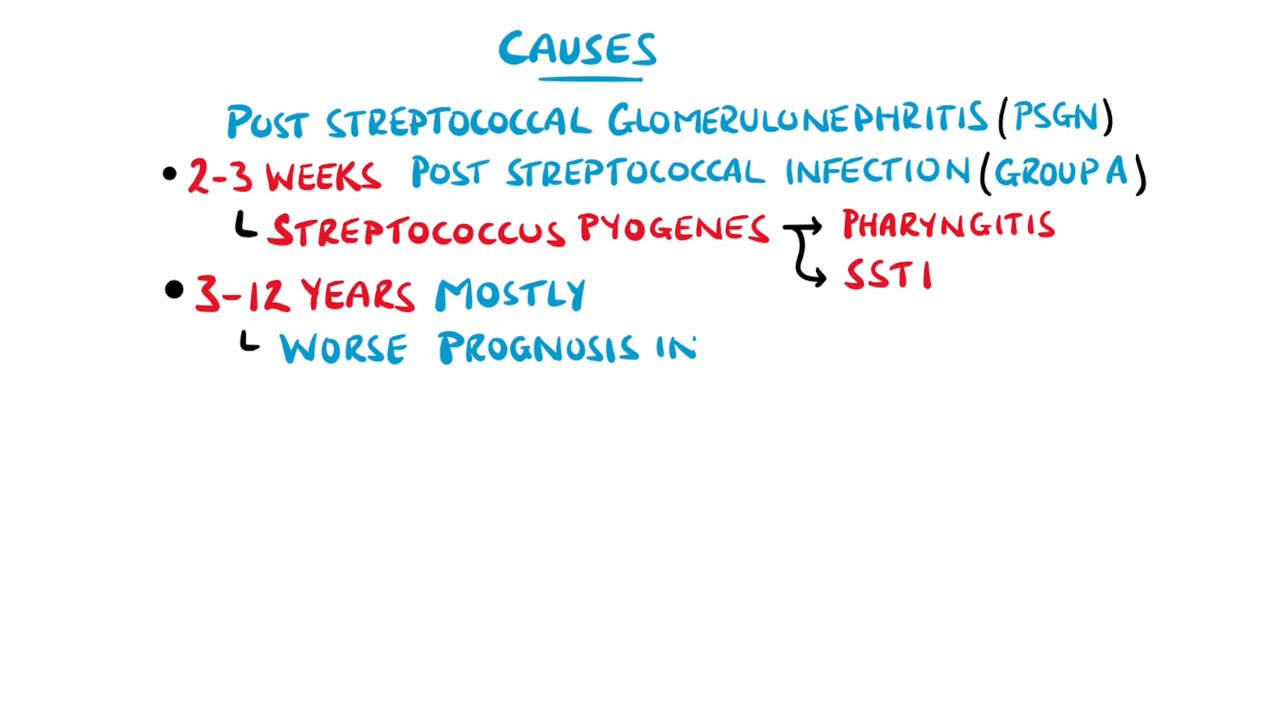 CAUSES
POST STREPTOCOCCAL GLOMERULONEPHRITIS (PSGN)
• 2-3 WEEKS POST STREPTOCOCCAL INFECTION (GROUP A)
STREPTOCOCCUS PYOGENES → PHARYNGITIS
SSTI
• 3-12 YEARS MOSTLY
WORSE PROGNOSIS IN